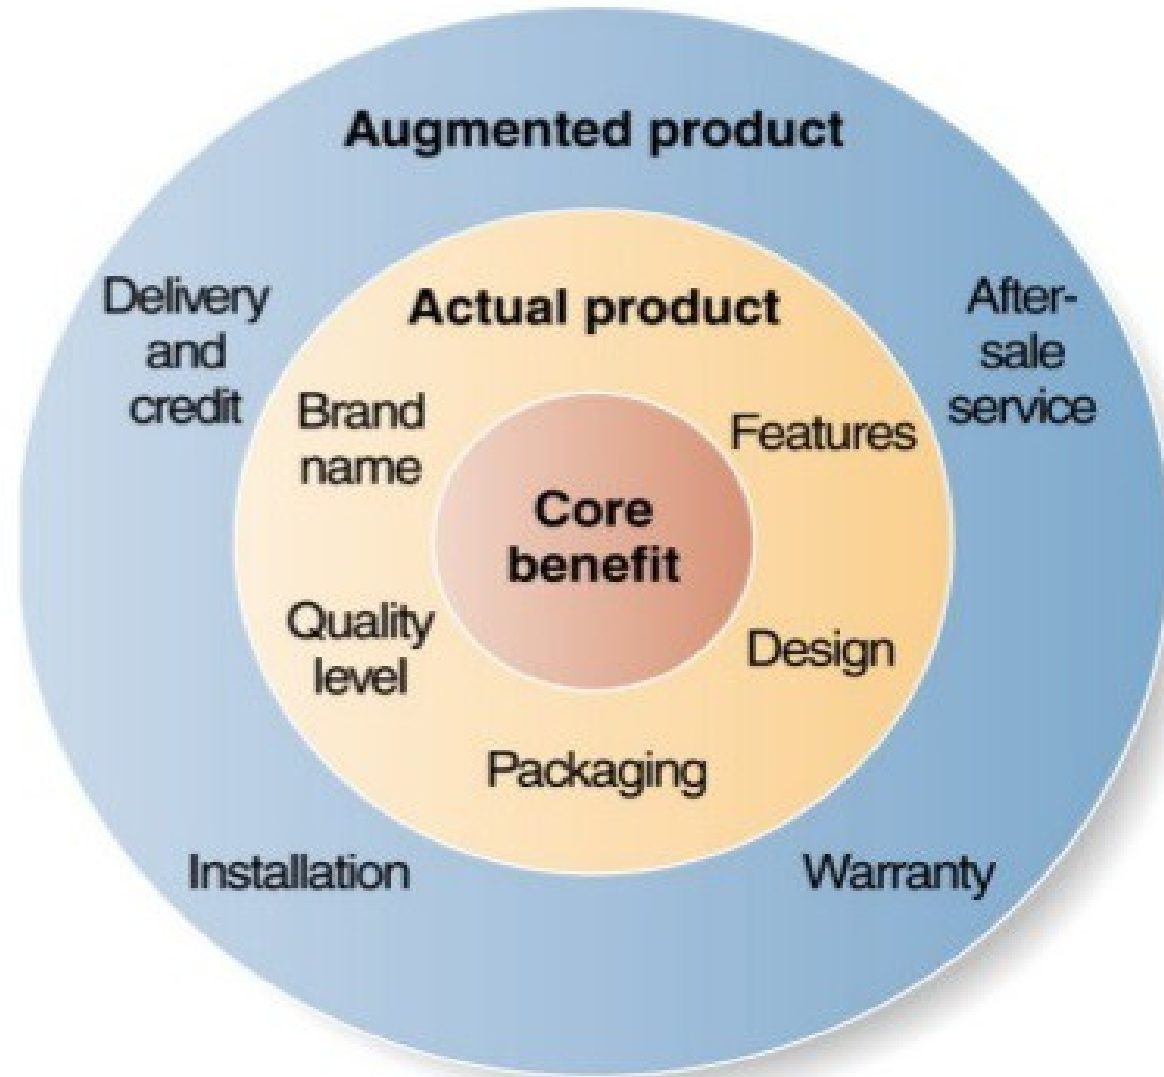 Augmented product
Delivery
and
credit
After-
sale
service
Actual product
Brand
name
Features
Core
benefit
Quality
level
Design
Packaging
Installation
Warranty